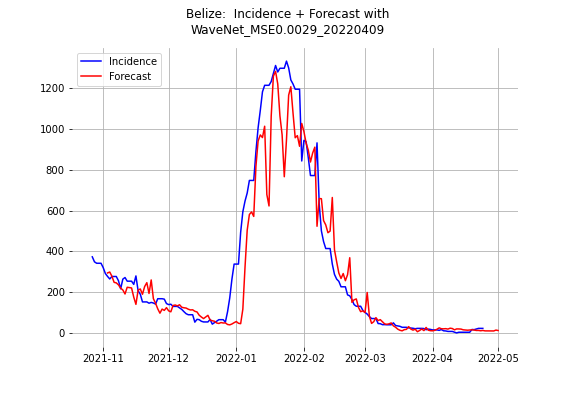 Belize:  Incidence + Forecast with
WaveNet_MSE0.0029_20220409
Incidence
Forecast
1200
1000
800
600
400
200
0
2021-11 2021-12 2022-01 2022-02 2022-03 2022-04 2022-05